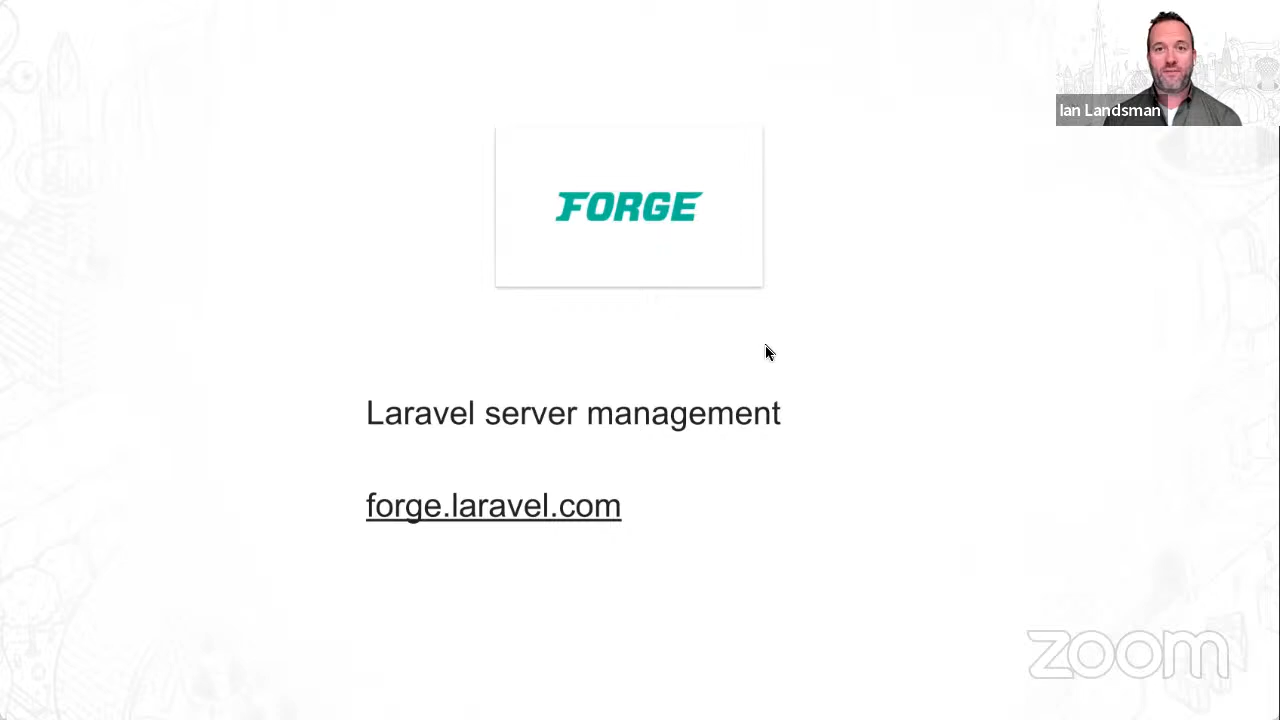 Ian Landsman
FORGE
Laravel server management
forge.laravel.com
zoom